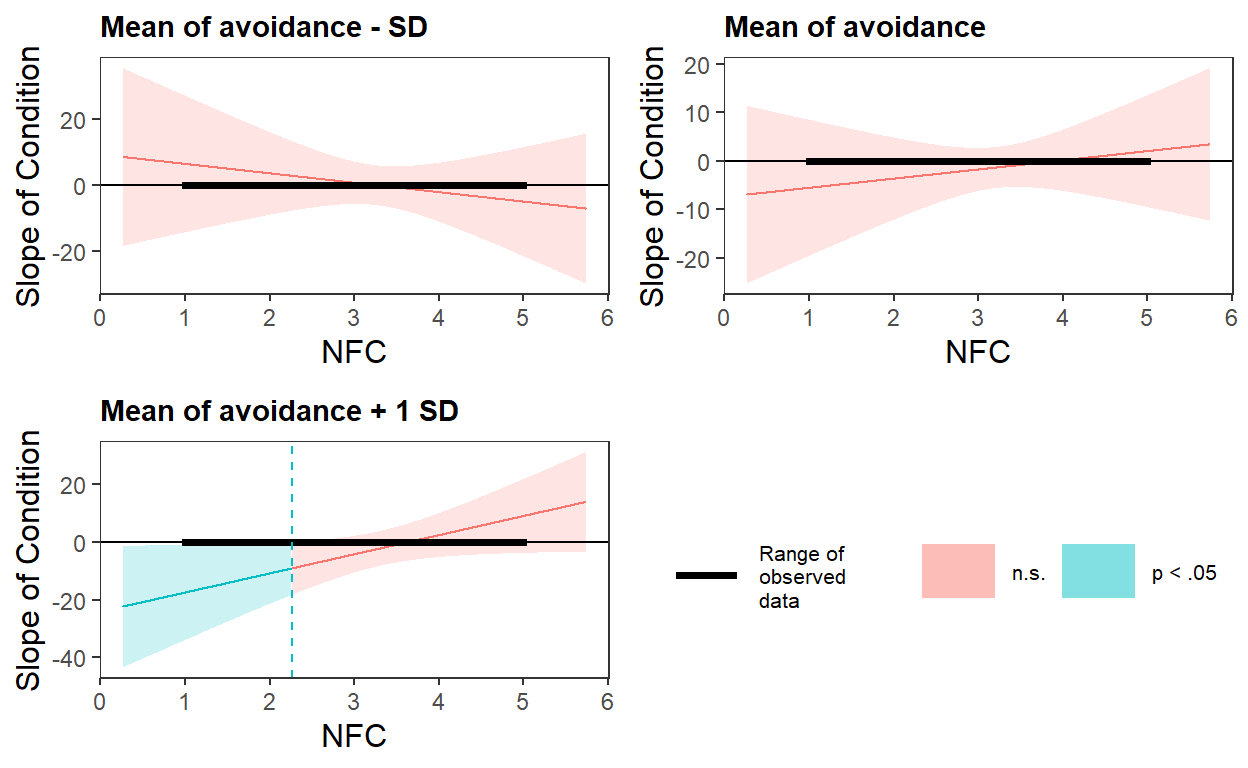 Mean of avoidance - SD
Slope of Condition
20
0
-20
0 1 2 3 4 5 6
NFC
Mean of avoidance
Slope of Condition
20
10
0
-10
-20
0 1 2 3 4 5 6
NFC
Mean of avoidance + 1 SD
Slope of Condition
20
0
-20
-40
0 1 2 3 4 5 6
NFC
Range of
observed
data
n.s.
p < .05